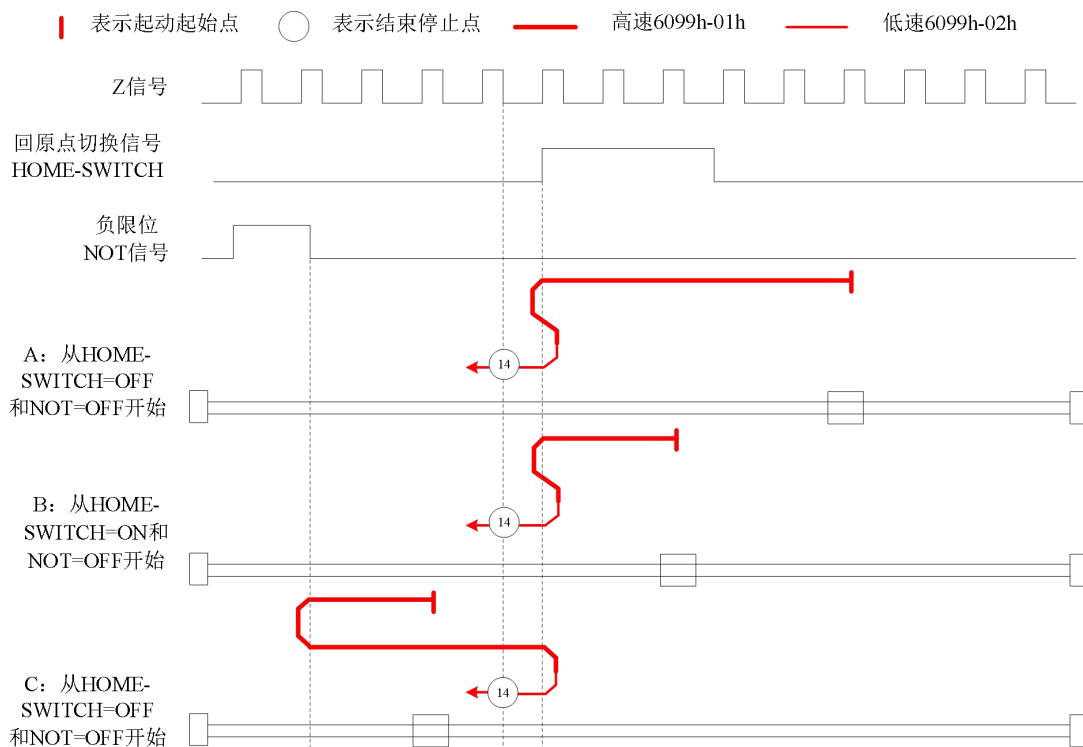 表示起动起始点
表示结束停止点
高速6099h-01h
低速6099h-02h
Z信号
回原点切换信号
HOME-SWITCH
负限位
NOT信号
A：从HOME-
SWITCH=OFF
和NOT=OFF开始
14
B：从HOME-
SWITCH=ON和
NOT=OFF开始
14
C：从HOME-
SWITCH=OFF
和NOT=OFF开始
14